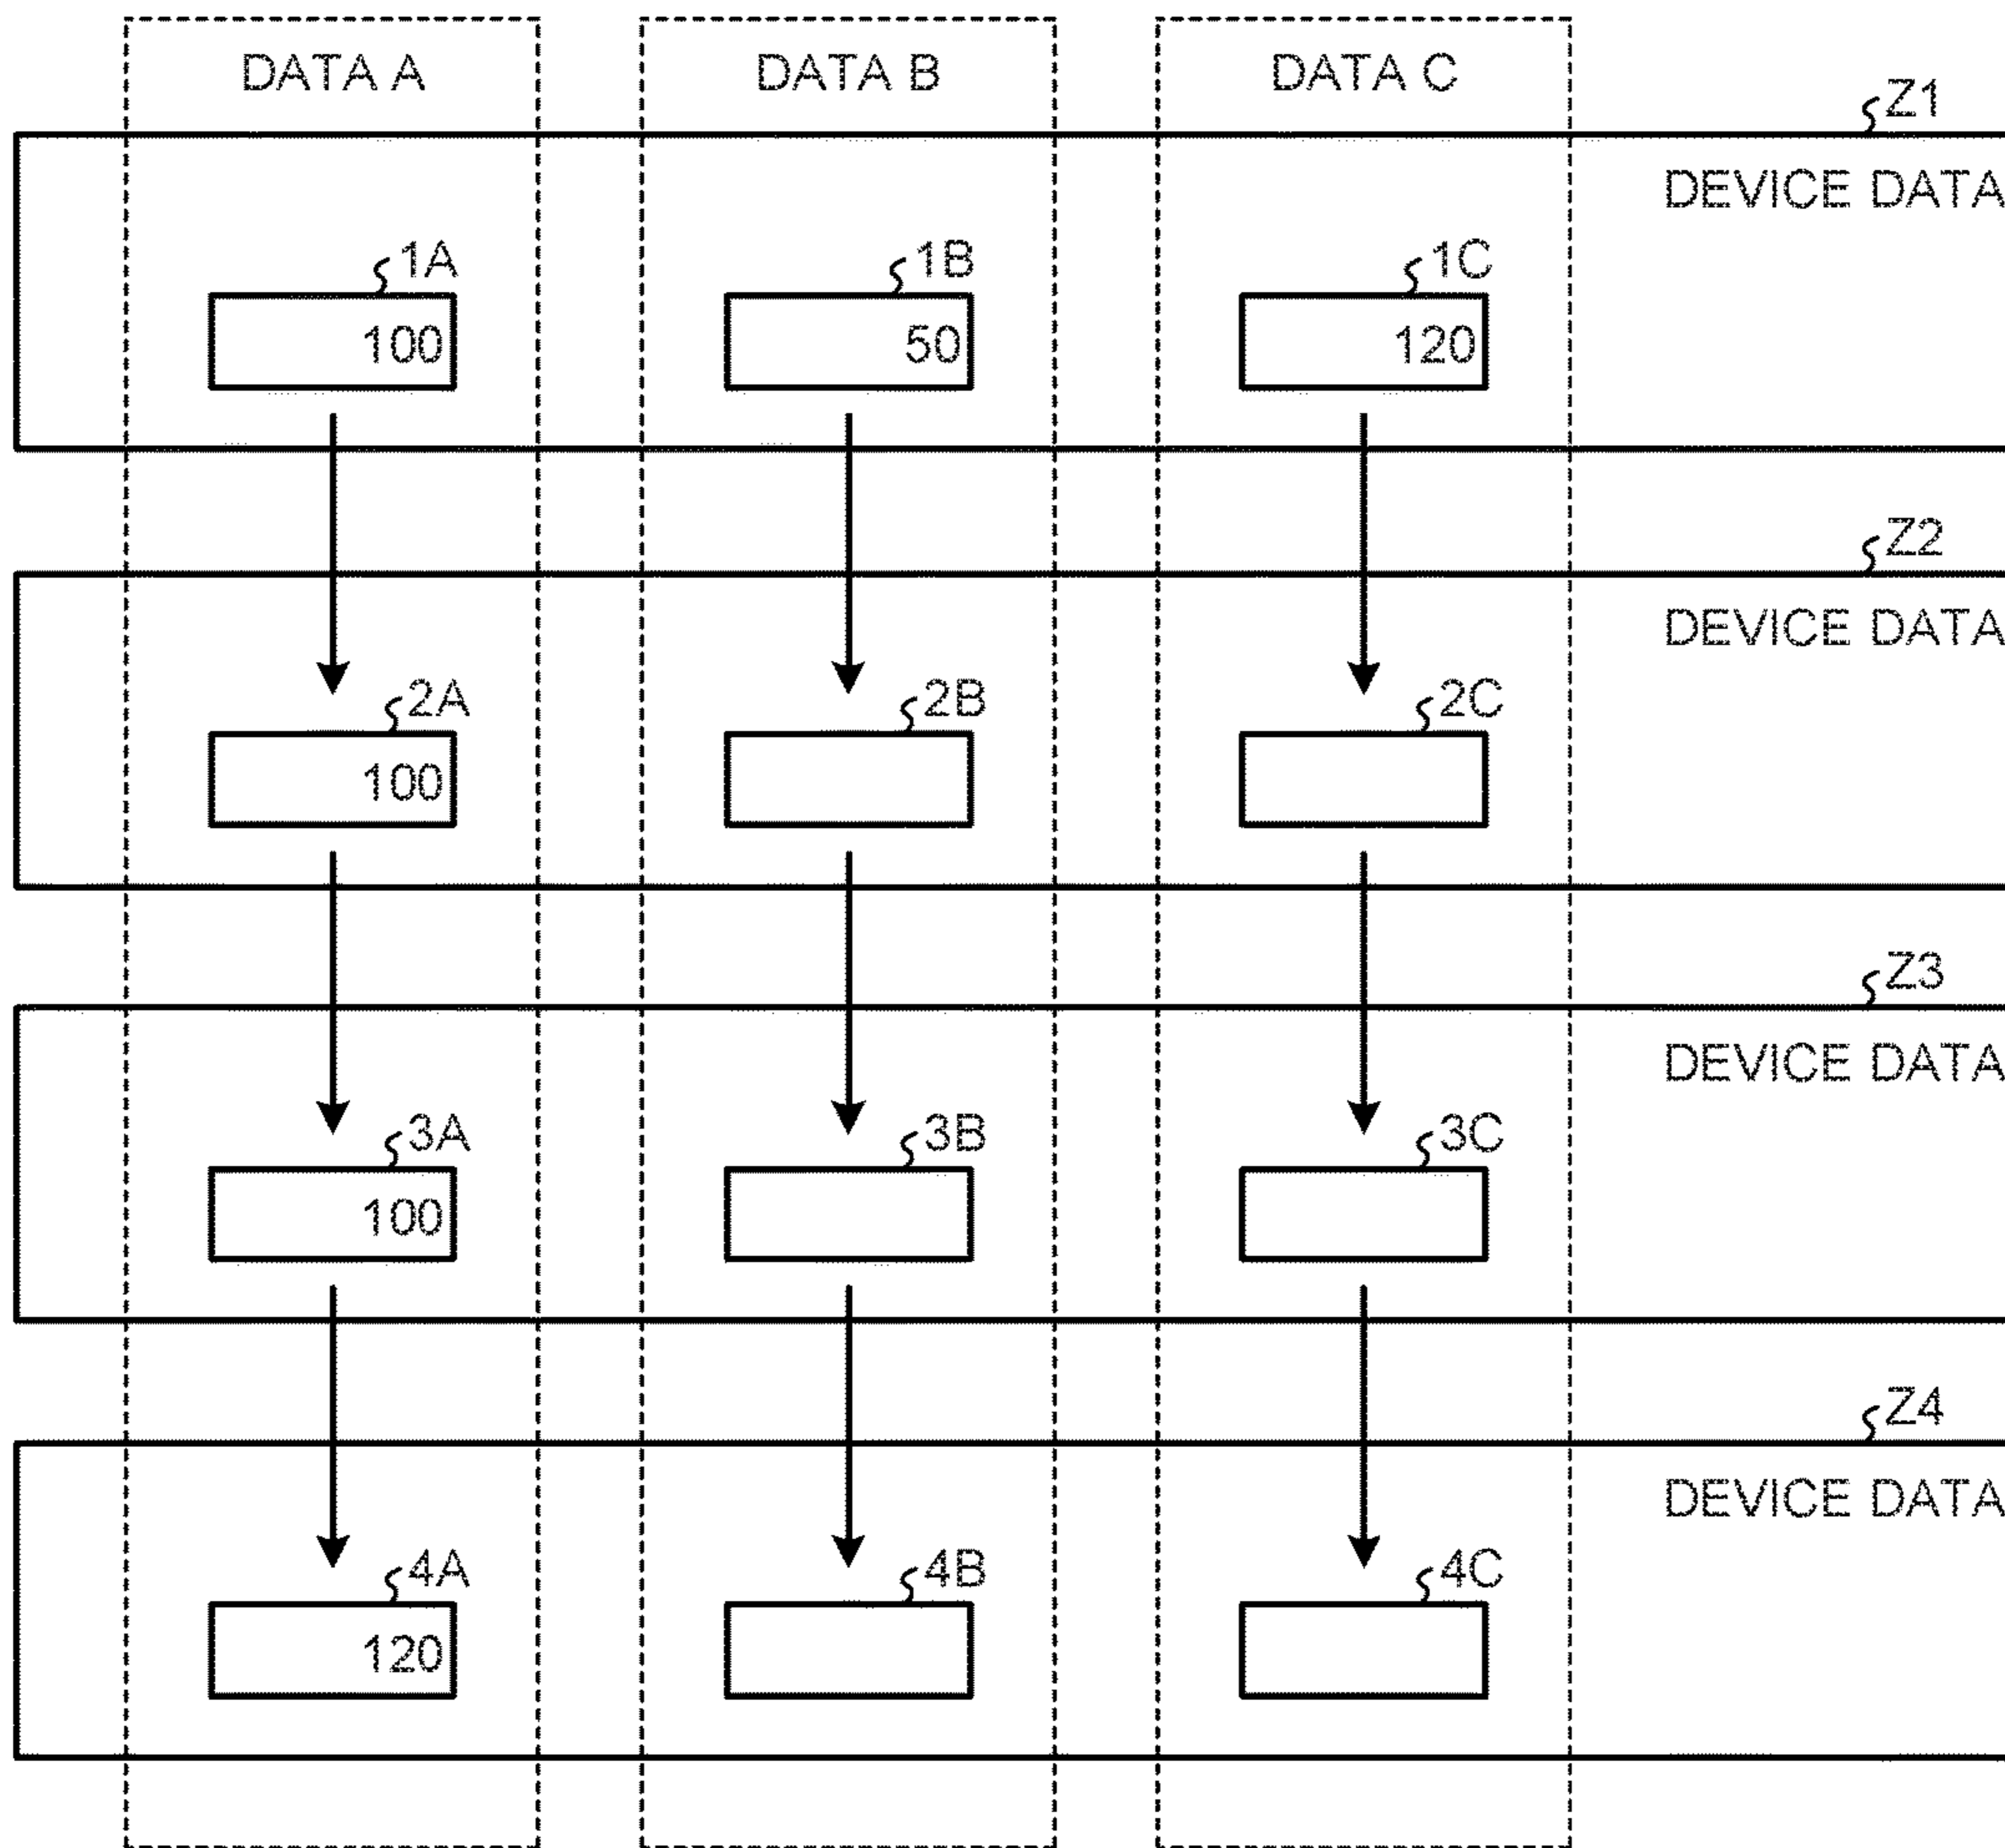 DATA A DATA B DATA C
Z1
DEVICE DATA
1A 1B 1C
100 50 120
Z2
DEVICE DATA
2A 2B 2C
100
Z3
DEVICE DATA
3A 3B 3C
100
Z4
DEVICE DATA
4A 4B 4C
120